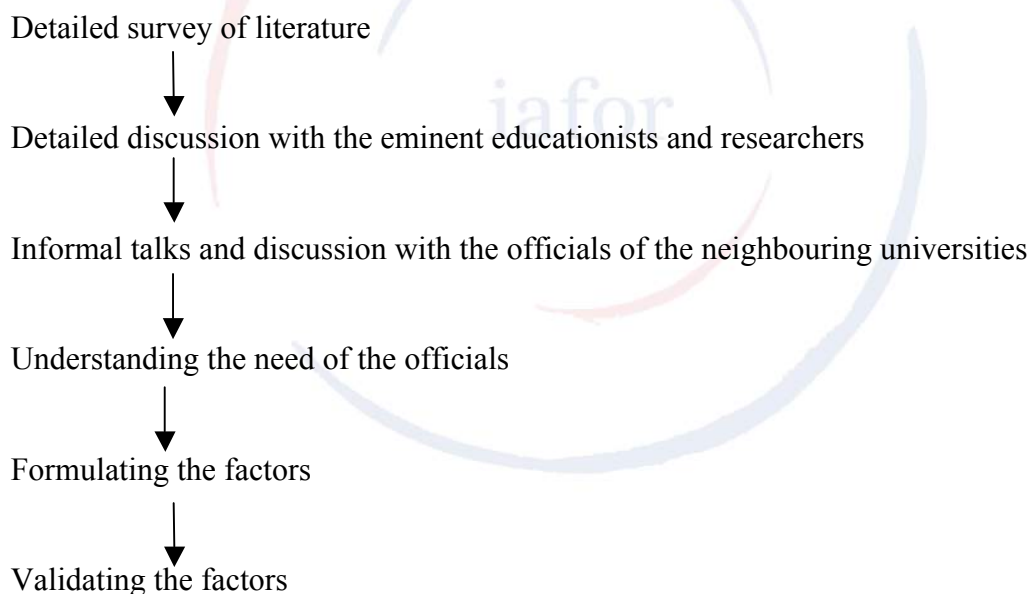 Detailed survey of literature
iafor
Detailed discussion with the eminent educationists and researchers
Informal talks and discussion with the officials of the neighbouring universities
Understanding the need of the officials
Formulating the factors
Validating the factors